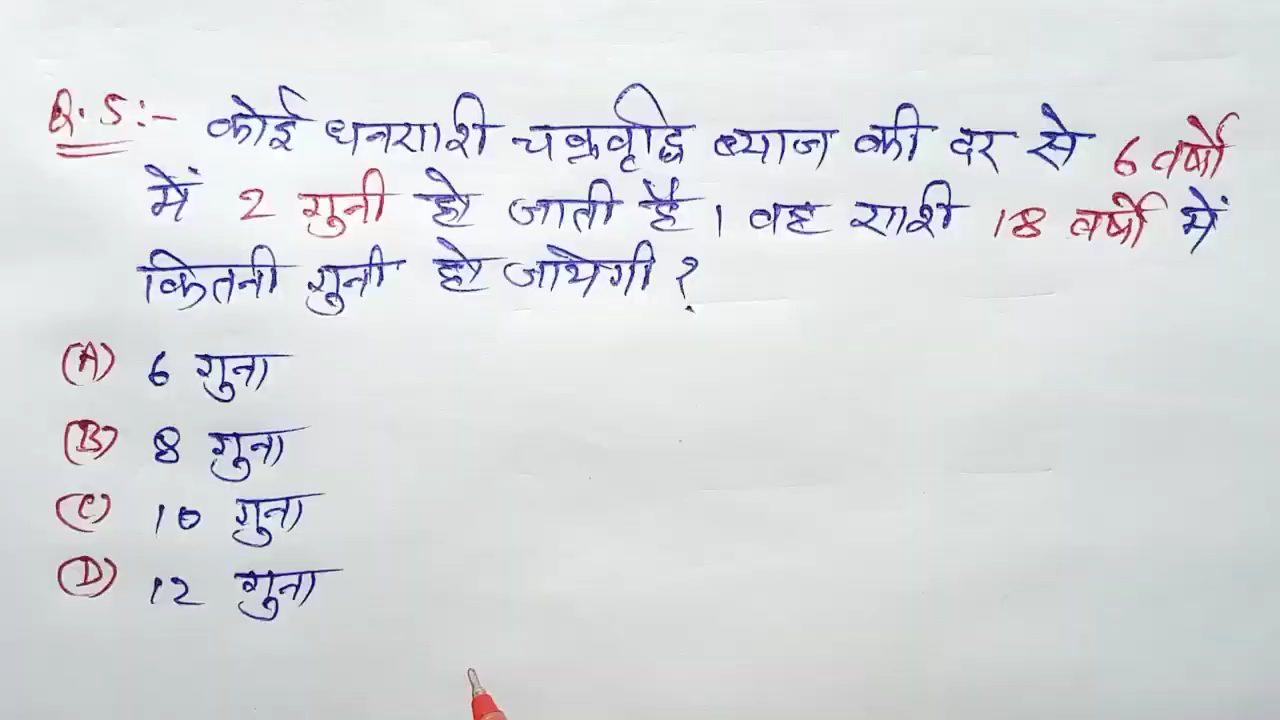 Q.5:- कोई धनराशी चक्रवृद्धि ब्याज की दर से 6 वर्षो
में 2 गुनी हो जाती है। वह राशी 18 वर्षो में
कितनी गुनी हो जायेगी?
(A) 6 गुना
(B) 8 गुना
(C) 10 गुना
(D) 12 गुना